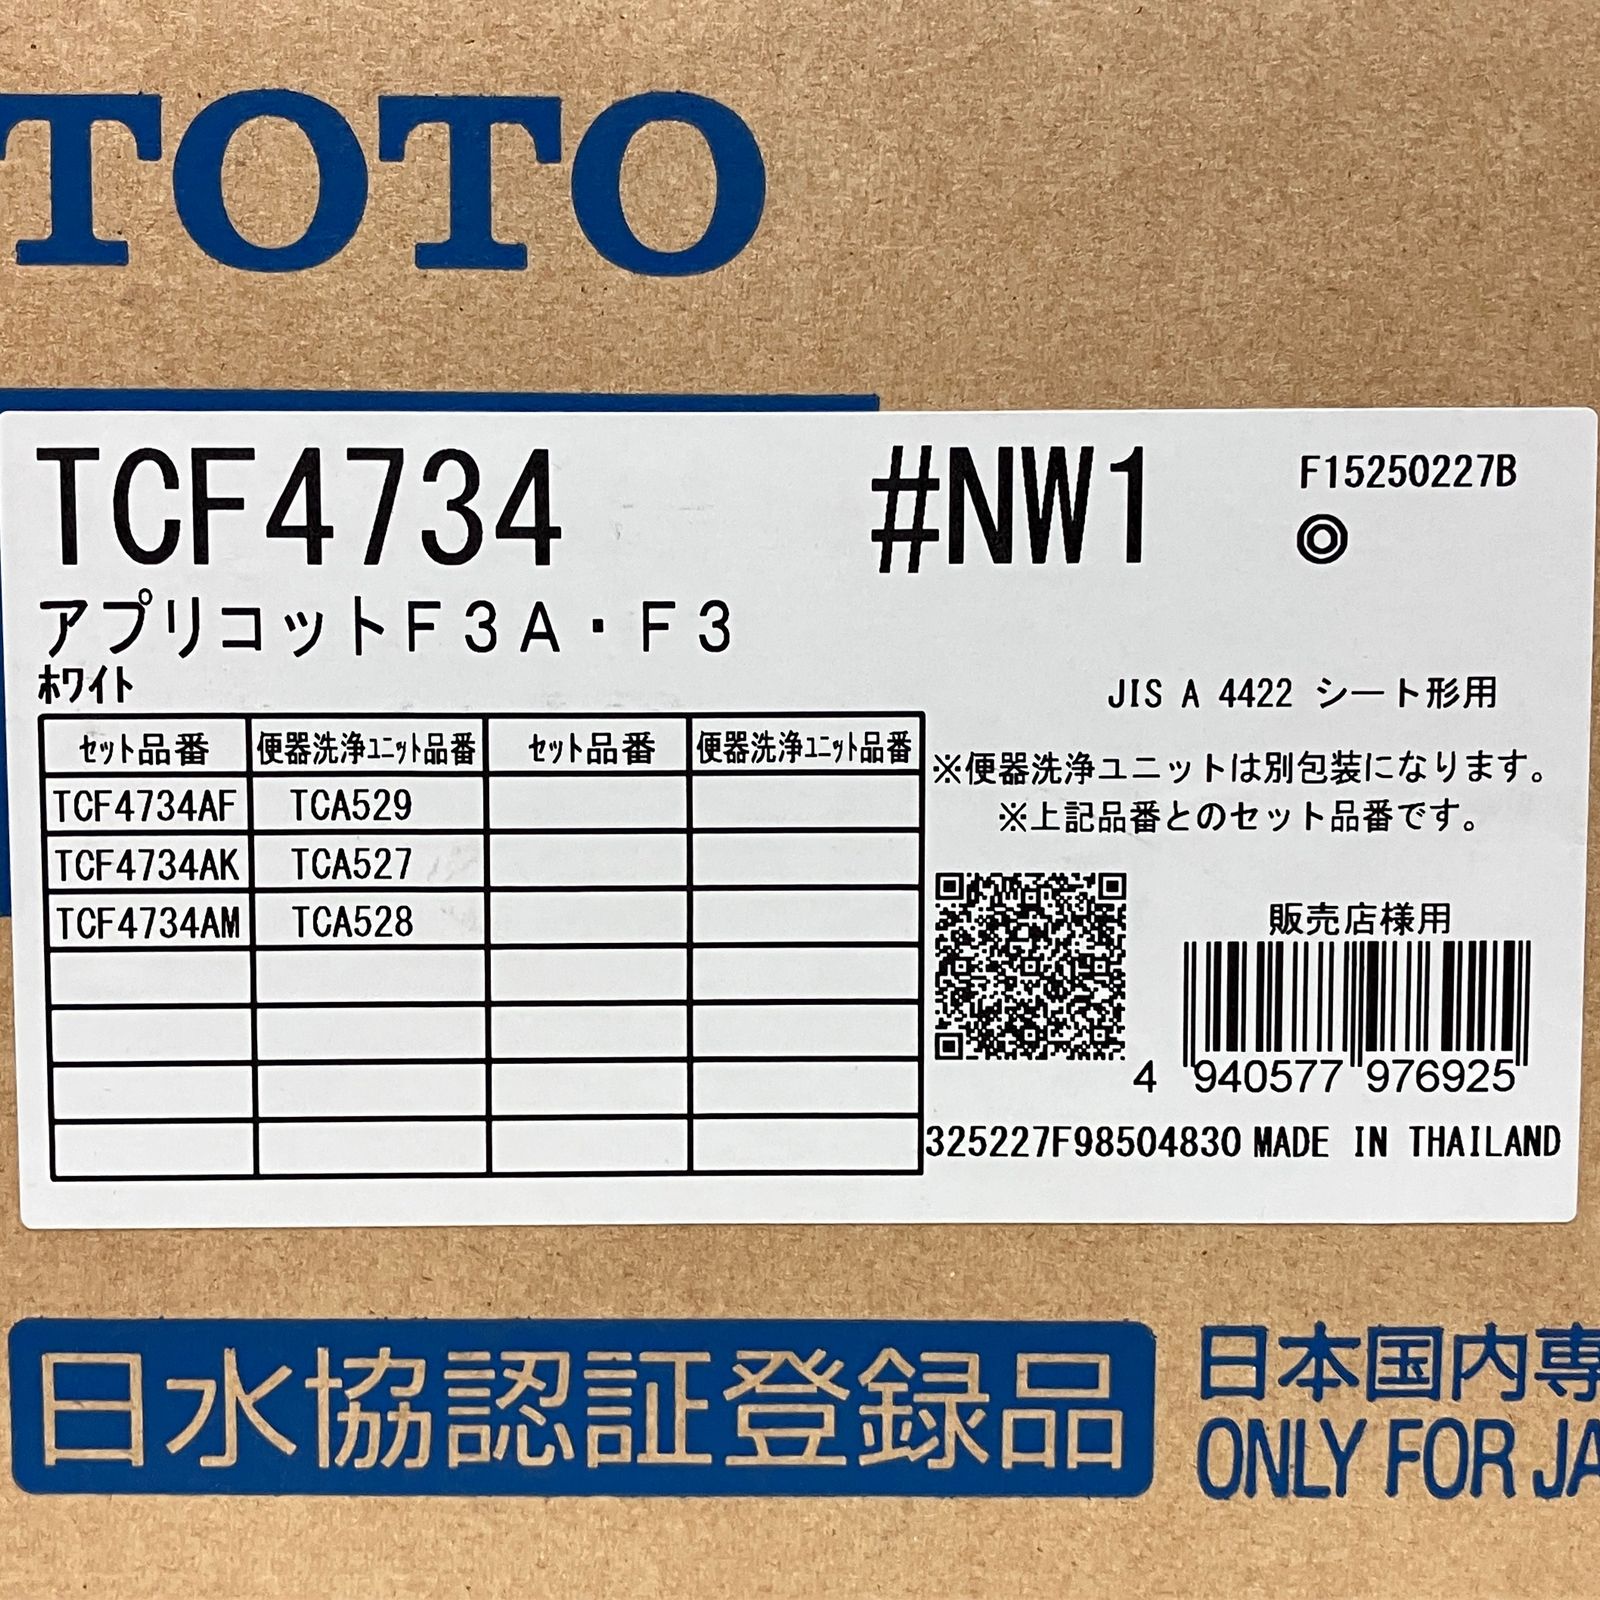 TOTO
TCF4734 #NW1 F15250227B
◎
アプリコットF3A・F3
ホワイト
JIS A 4422 シート形用
セット品番 便器洗浄ユニット品番 セット品番 便器洗浄ユニット品番
TCF4734AF TCA529
TCF4734AK TCA527
TCF4734AM TCA528
※便器洗浄ユニットは別包装になります。
※上記品番とのセット品番です。
販売店様用
4 940577 976925
325227F98504830 MADE IN THAILAND
日水協認証登録品
日本国内専
ONLY FOR JA